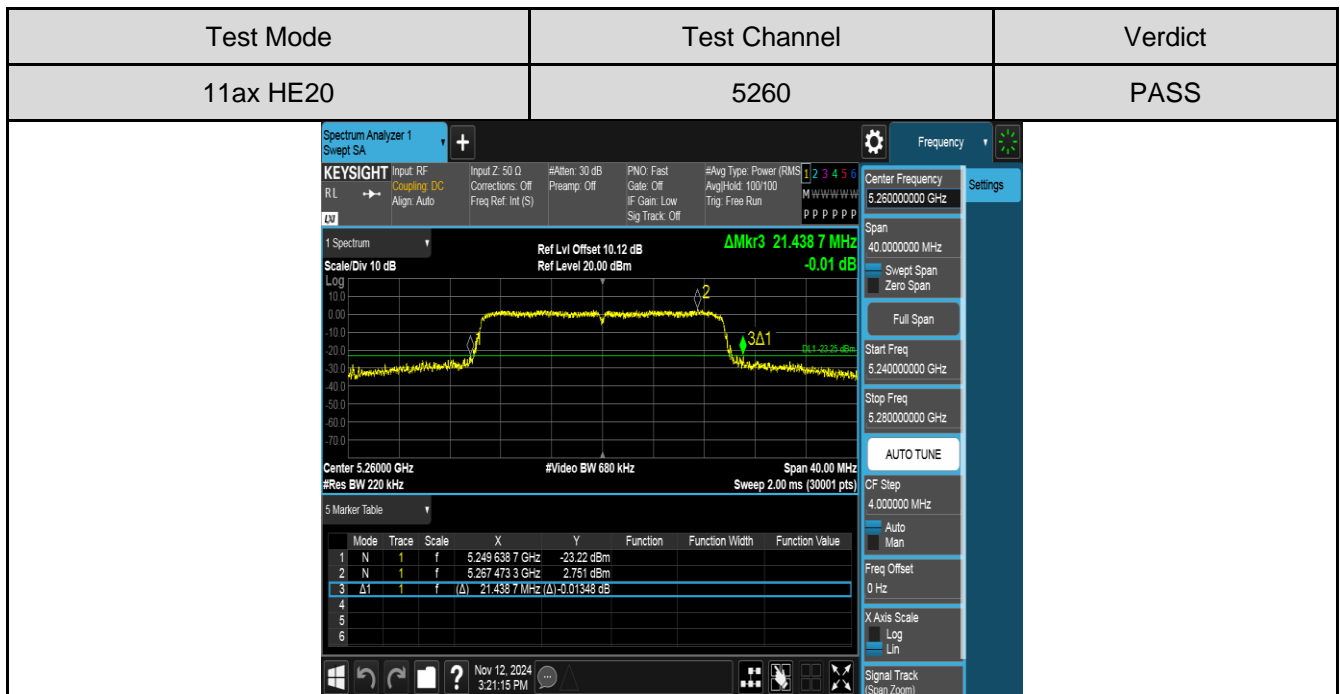 Test Mode Test Channel Verdict
11ax HE20 5260 PASS
Spectrum Analyzer 1
Swept SA
+
Frequency
KEYSIGHT Input: RF Input Z: 50 Ω #Atten: 30 dB PNO: Fast #Avg Type: Power (RMS 1 2 3 4 5 6
RL Coupling: DC Corrections: Off Preamp: Off Gate: Off Avg|Hold: 100/100 M W W W W W
Align: Auto Freq Ref: Int (S) IF Gain: Low Trig: Free Run
LXI Sig Track: Off P P P P P P
Center Frequency
5.260000000 GHz
Settings
Span
40.0000000 MHz
Swept Span
Zero Span
Full Span
Start Freq
5.240000000 GHz
Stop Freq
5.280000000 GHz
AUTO TUNE
CF Step
4.000000 MHz
Auto
Man
Freq Offset
0 Hz
X Axis Scale
Log
Lin
Signal Track
(Span Zoom)
1 Spectrum Ref Lvl Offset 10.12 dB ΔMkr3 21.438 7 MHz
Scale/Div 10 dB Ref Level 20.00 dBm -0.01 dB
Log
10.0
0.00
-10.0
-20.0
-30.0
-40.0
-50.0
-60.0
-70.0
2
3Δ1
DL1 -23.25 dBm
Center 5.26000 GHz #Video BW 680 kHz Span 40.00 MHz
#Res BW 220 kHz Sweep 2.00 ms (30001 pts)
5 Marker Table
Mode Trace Scale X Y Function Function Width Function Value
1 N 1 f 5.249 638 7 GHz -23.22 dBm
2 N 1 f 5.267 473 3 GHz 2.751 dBm
3 Δ1 1 f (Δ) 21.438 7 MHz (Δ) -0.01348 dB
4
5
6
? Nov 12, 2024
3:21:15 PM